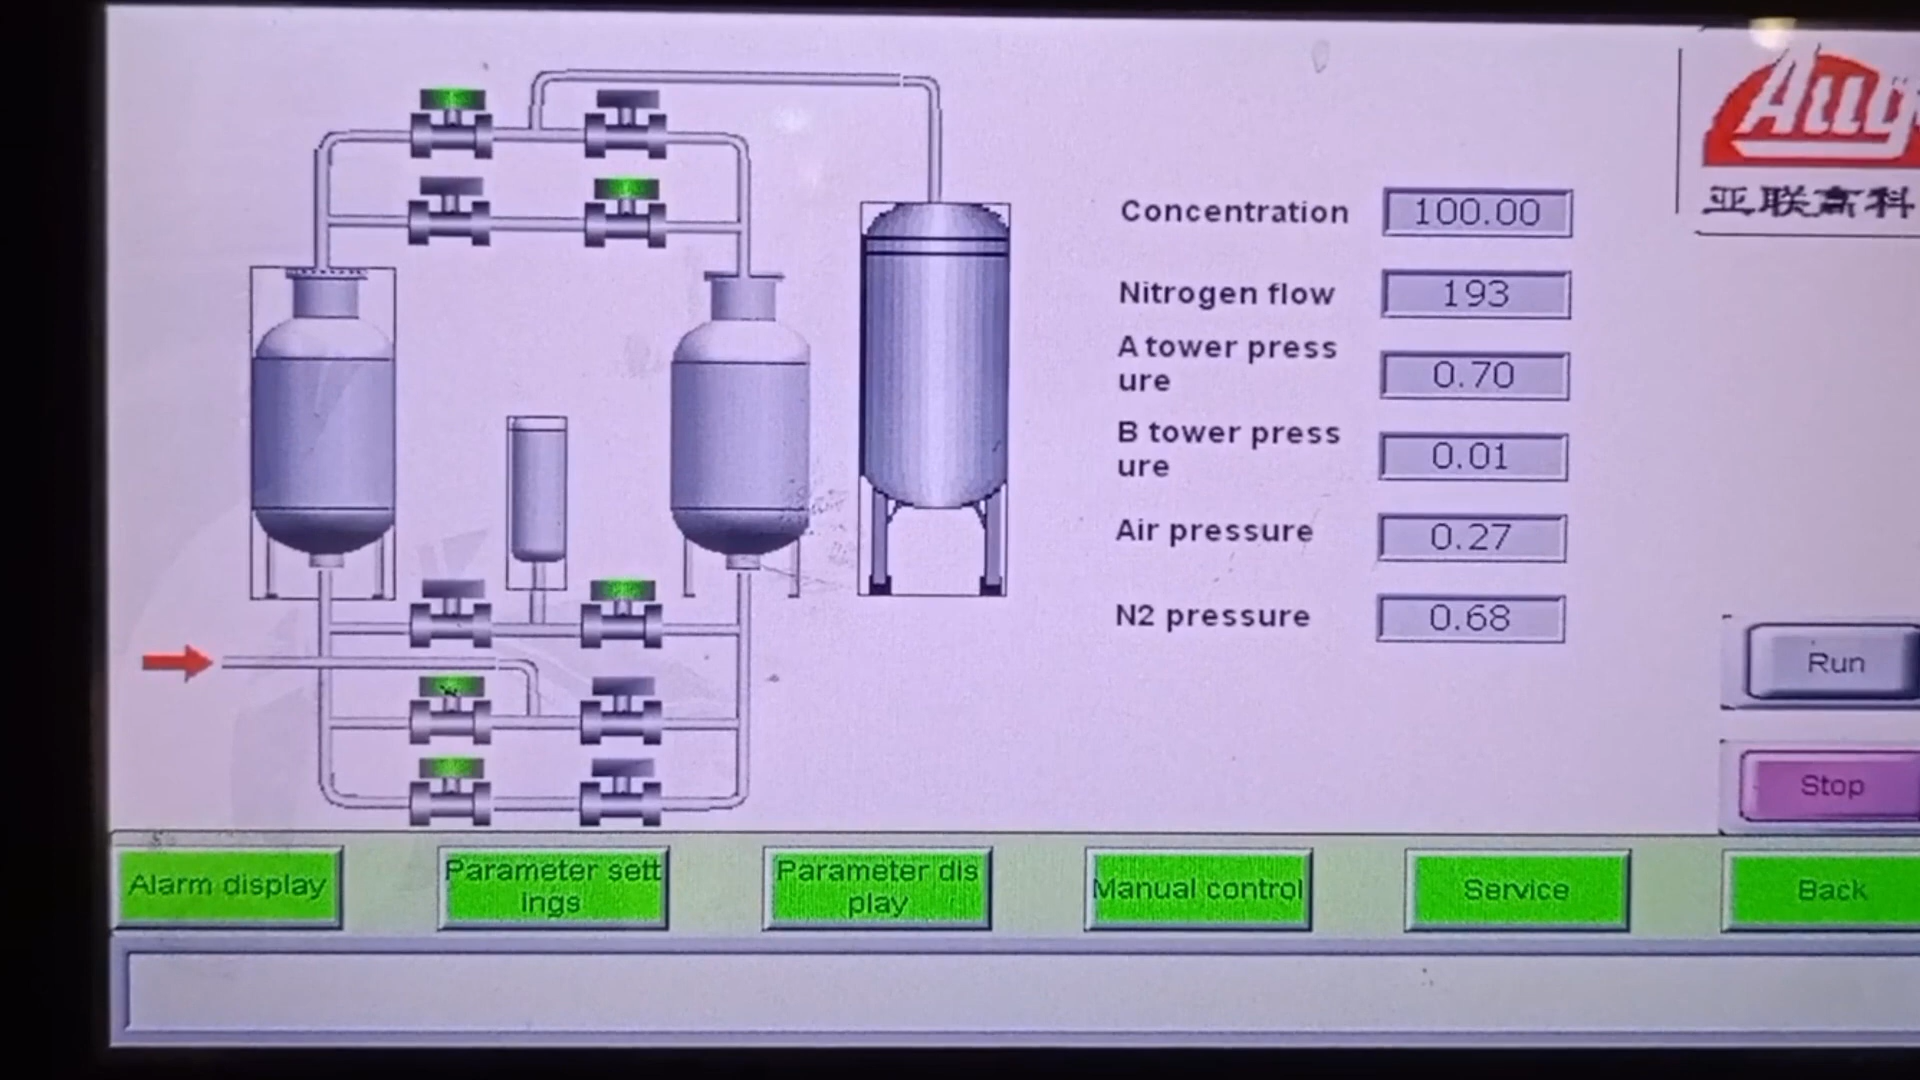 Ally
亚联高科
Concentration
100.00
Nitrogen flow
193
A tower press
ure
0.70
B tower press
ure
0.01
Air pressure
0.27
N2 pressure
0.68
Run
Stop
Alarm display
Parameter sett
ings
Parameter dis
play
Manual control
Service
Back